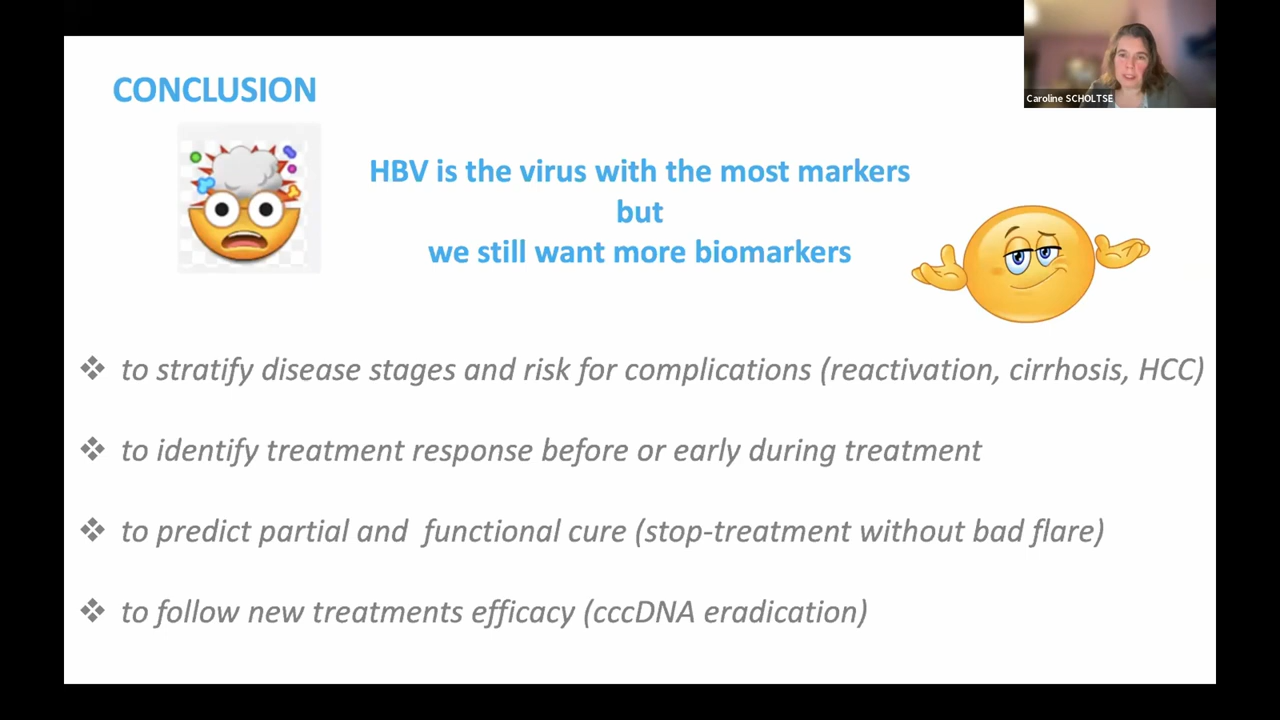 CONCLUSION
Caroline SCHOLTSE
HBV is the virus with the most markers
but
we still want more biomarkers
❖ to stratify disease stages and risk for complications (reactivation, cirrhosis, HCC)
❖ to identify treatment response before or early during treatment
❖ to predict partial and functional cure (stop-treatment without bad flare)
❖ to follow new treatments efficacy (cccDNA eradication)